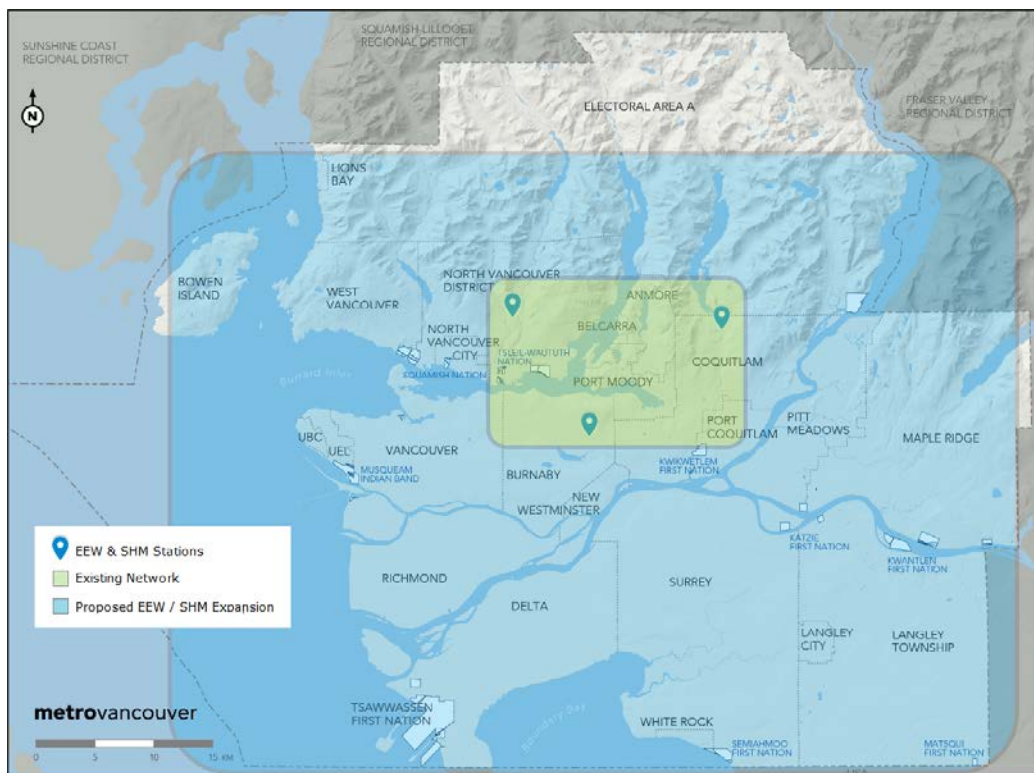 SUNSHINE COAST
REGIONAL DISTRICT
SQUAMISH-LILLOOET
REGIONAL DISTRICT
ELECTORAL AREA A
FRASER VALLEY
REGIONAL DISTRICT
N
LIONS
BAY
BOWEN
ISLAND
WEST
VANCOUVER
NORTH VANCOUVER
DISTRICT
NORTH
VANCOUVER
CITY
ANMORE
BELCARRA
TSLEIL-WAUTUTH
NATION
SQUAMISH NATION
PORT MOODY
COQUITLAM
Burrard Inlet
UBC
UEL
VANCOUVER
MUSQUEAM
INDIAN BAND
BURNABY
PORT
COQUITLAM
PITT
MEADOWS
MAPLE RIDGE
KWIKWETLEM
FIRST NATION
NEW
WESTMINSTER
KATZIE
FIRST NATION
KWANTLEN
FIRST NATION
EEW & SHM Stations
Existing Network
Proposed EEW / SHM Expansion
RICHMOND
DELTA
SURREY
LANGLEY
CITY
LANGLEY
TOWNSHIP
TSAWWASSEN
FIRST NATION
Boundary Bay
WHITE ROCK
SEMIAHMOO
FIRST NATION
MATSQUI
FIRST NATION
USA
metrovancouver
0 5 10 15 KM